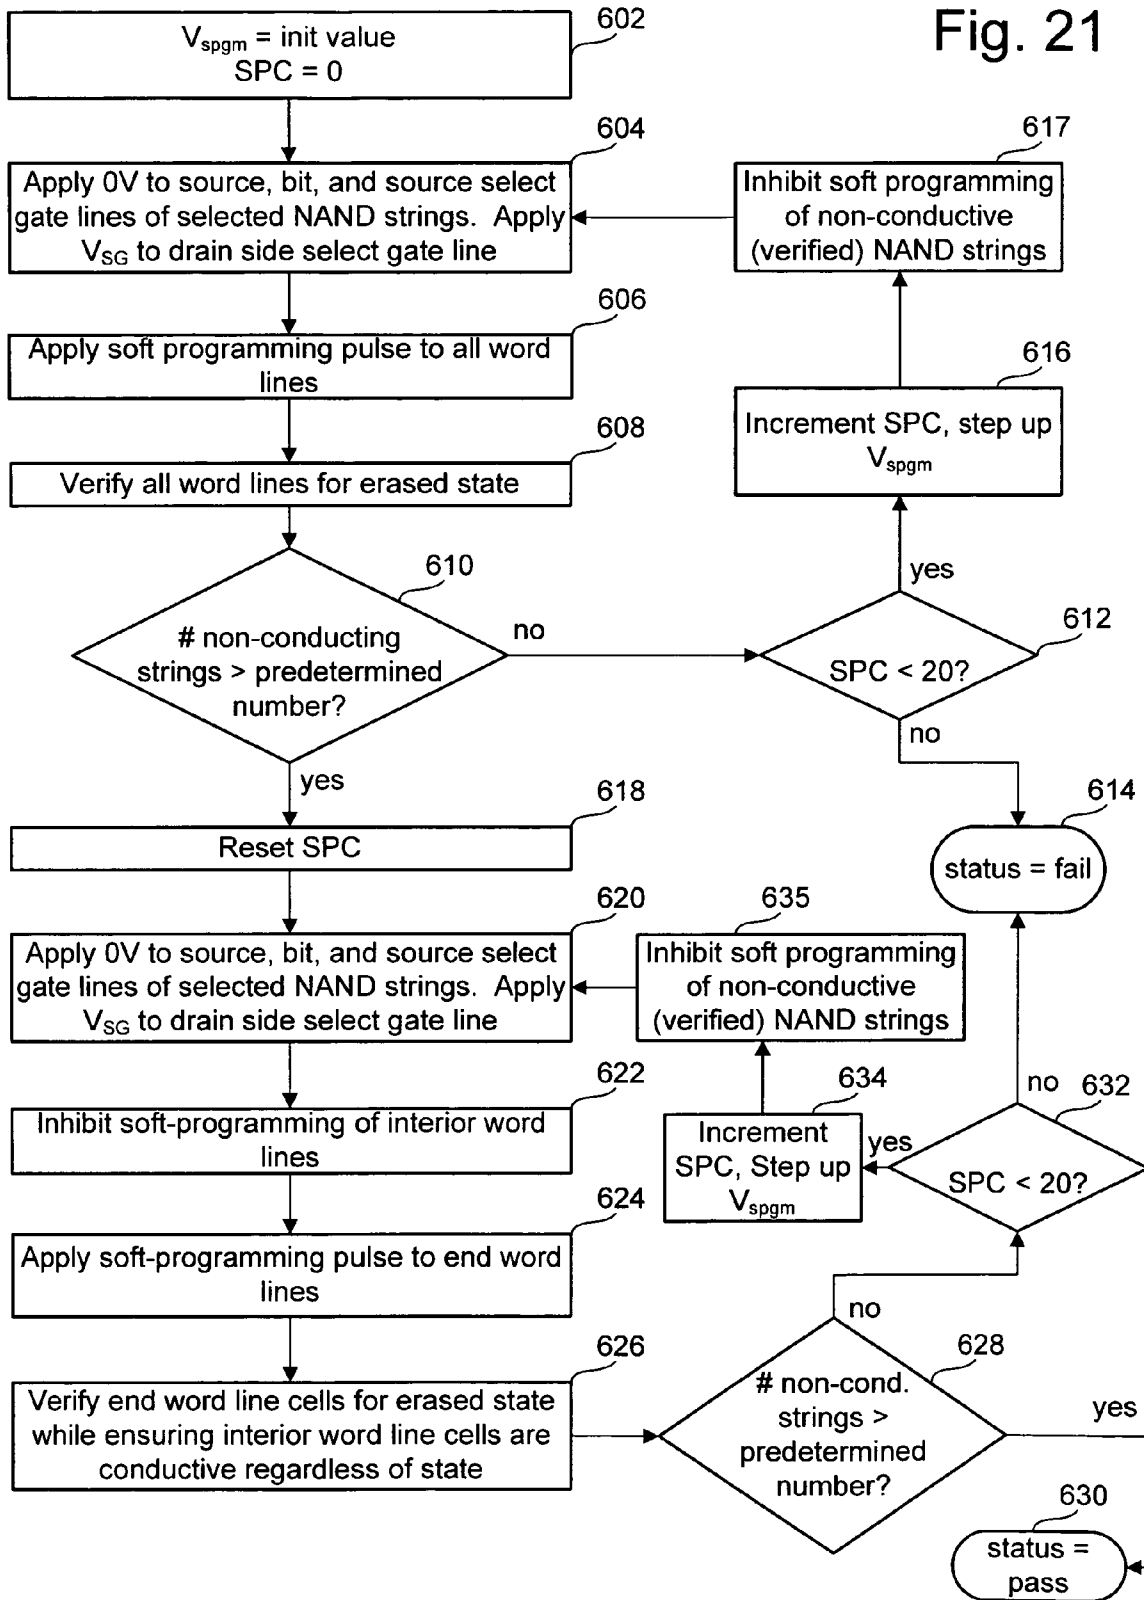 Fig. 21
602
V_spgm = init value
SPC = 0
604
Apply 0V to source, bit, and source select
gate lines of selected NAND strings. Apply
V_SG to drain side select gate line
617
Inhibit soft programming
of non-conductive
(verified) NAND strings
606
Apply soft programming pulse to all word
lines
616
Increment SPC, step up
V_spgm
608
Verify all word lines for erased state
yes
610
# non-conducting
strings > predetermined
number?
no
612
SPC < 20?
no
yes
618
Reset SPC
614
status = fail
620
Apply 0V to source, bit, and source select
gate lines of selected NAND strings. Apply
V_SG to drain side select gate line
635
Inhibit soft programming
of non-conductive
(verified) NAND strings
622
Inhibit soft-programming of interior word
lines
634
Increment
SPC, Step up
V_spgm
yes
no
632
SPC < 20?
624
Apply soft-programming pulse to end word
lines
no
626
Verify end word line cells for erased state
while ensuring interior word line cells are
conductive regardless of state
628
# non-cond.
strings >
predetermined
number?
yes
630
status =
pass